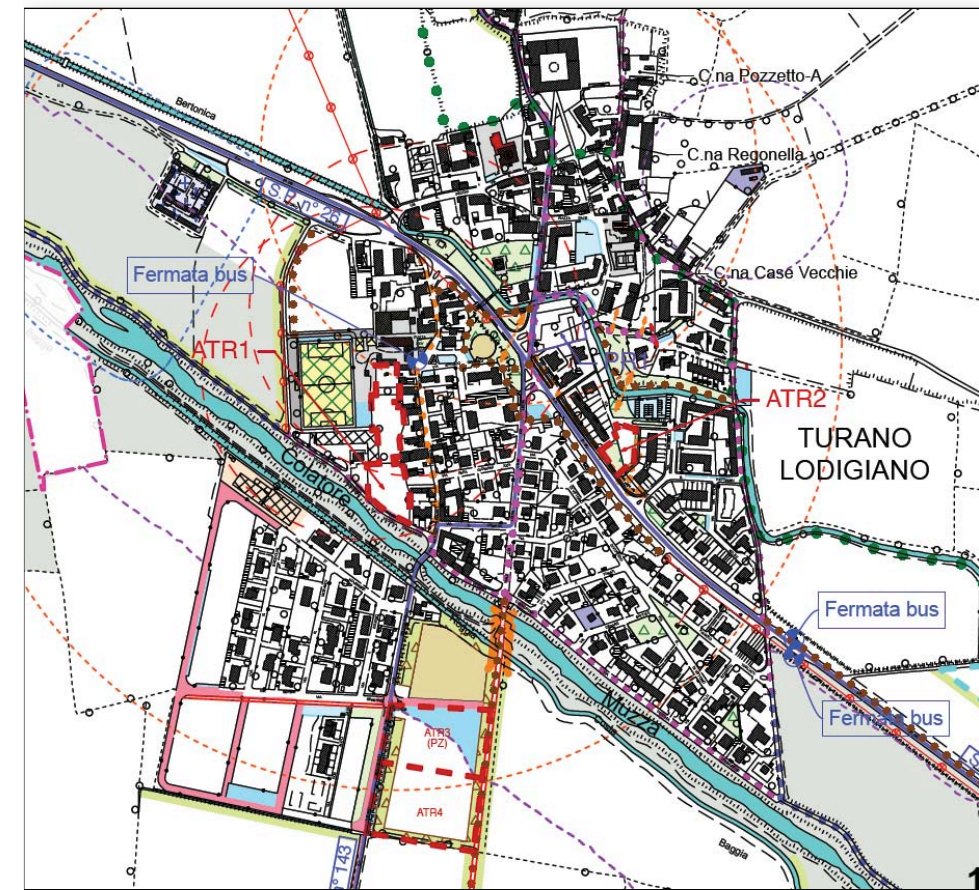 C.na Pozzetto-A
Bertonica
C.na Regonella
S.P. n° 26
Fermata bus
C.na Case Vecchie
ATR1
ATR2
TURANO
LODIGIANO
Colatore
Fermata bus
Muzza
Fermata bus
ATR3
(PZ)
ATR4
Baggia
n° 143